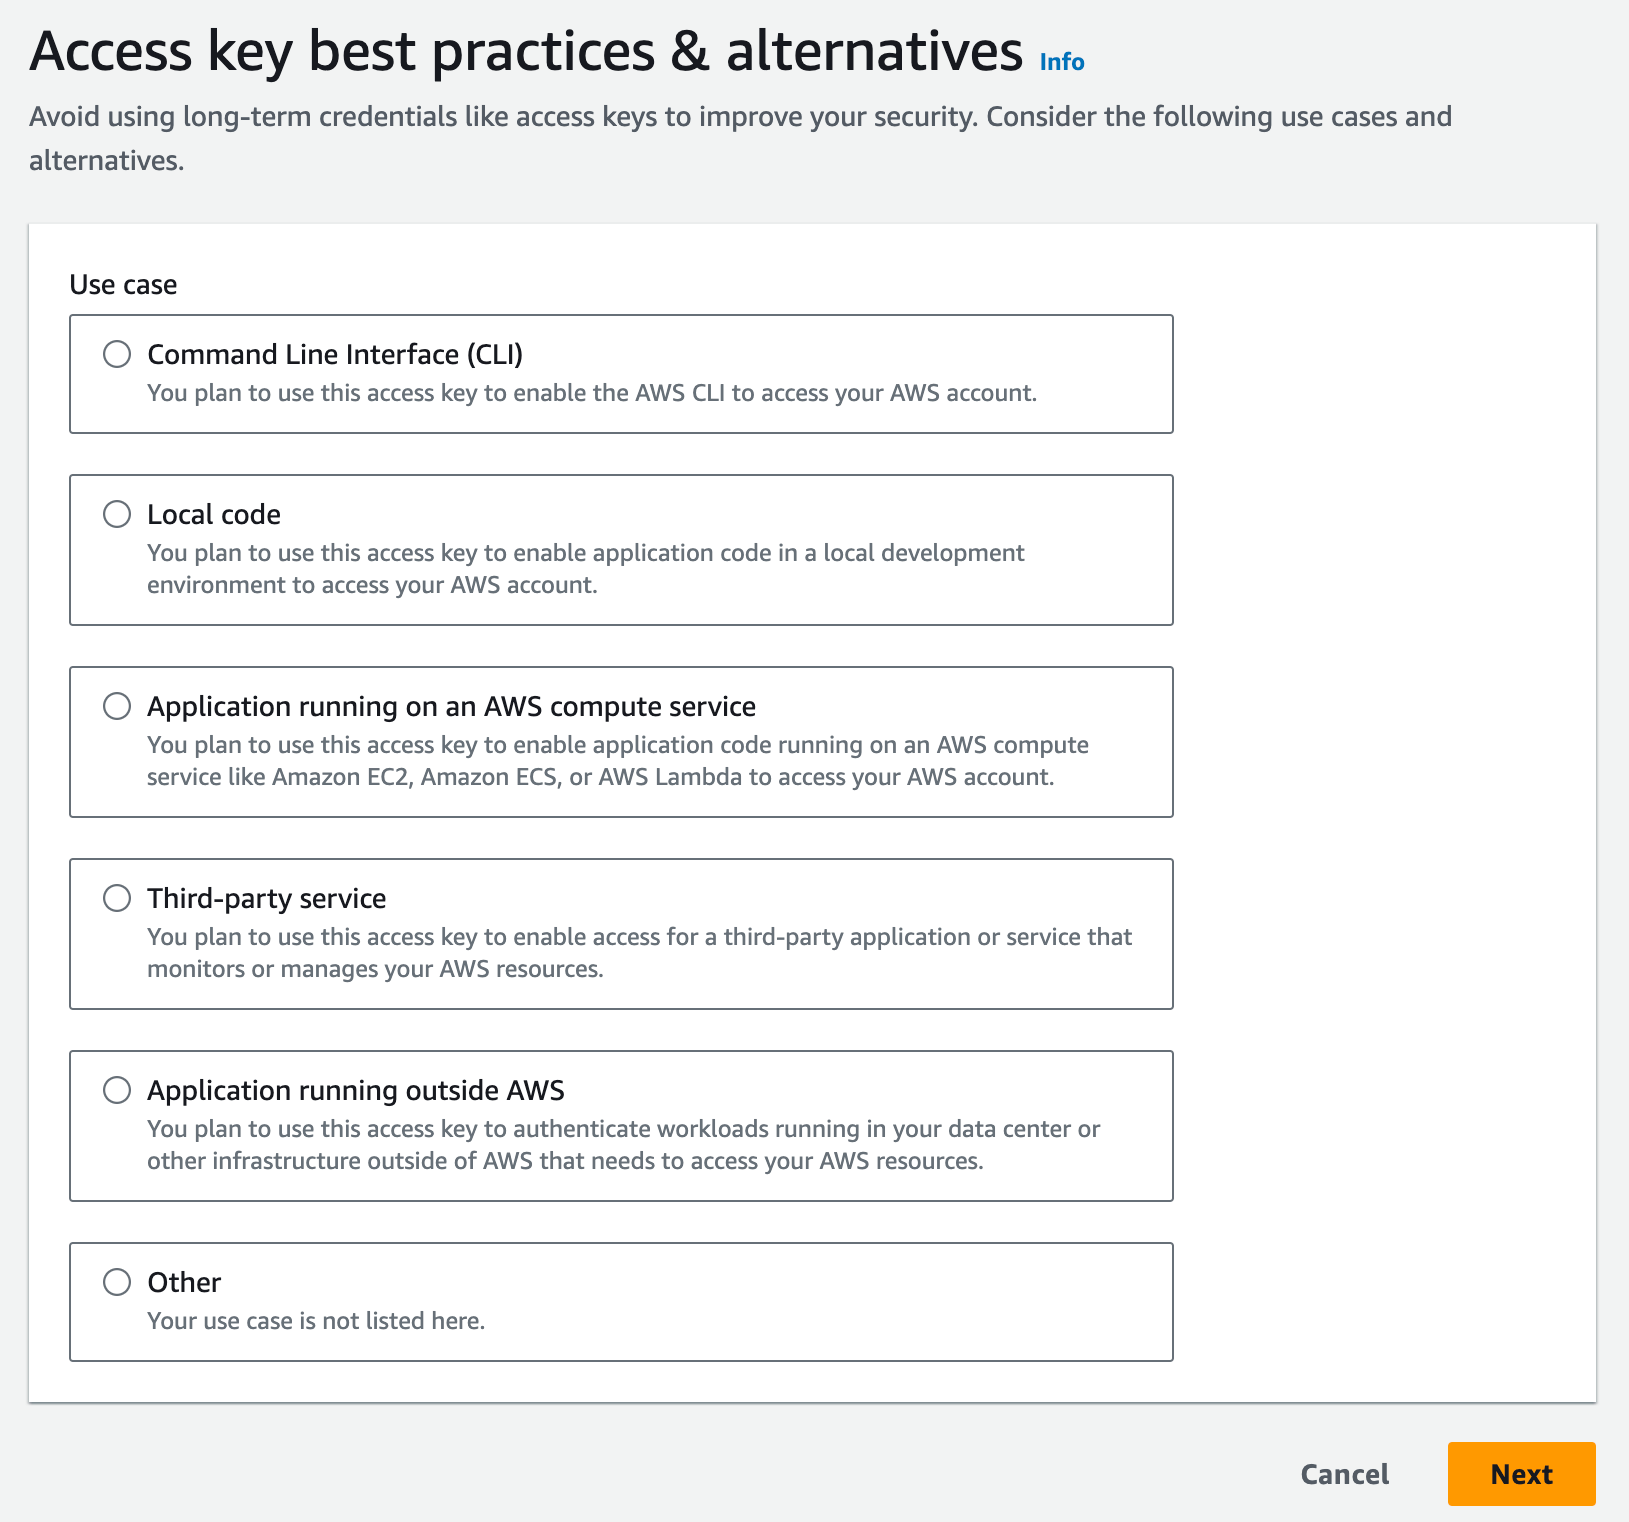 Access key best practices & alternatives Info
Avoid using long-term credentials like access keys to improve your security. Consider the following use cases and
alternatives.
Use case
Command Line Interface (CLI)
You plan to use this access key to enable the AWS CLI to access your AWS account.
Local code
You plan to use this access key to enable application code in a local development
environment to access your AWS account.
Application running on an AWS compute service
You plan to use this access key to enable application code running on an AWS compute
service like Amazon EC2, Amazon ECS, or AWS Lambda to access your AWS account.
Third-party service
You plan to use this access key to enable access for a third-party application or service that
monitors or manages your AWS resources.
Application running outside AWS
You plan to use this access key to authenticate workloads running in your data center or
other infrastructure outside of AWS that needs to access your AWS resources.
Other
Your use case is not listed here.
Cancel Next